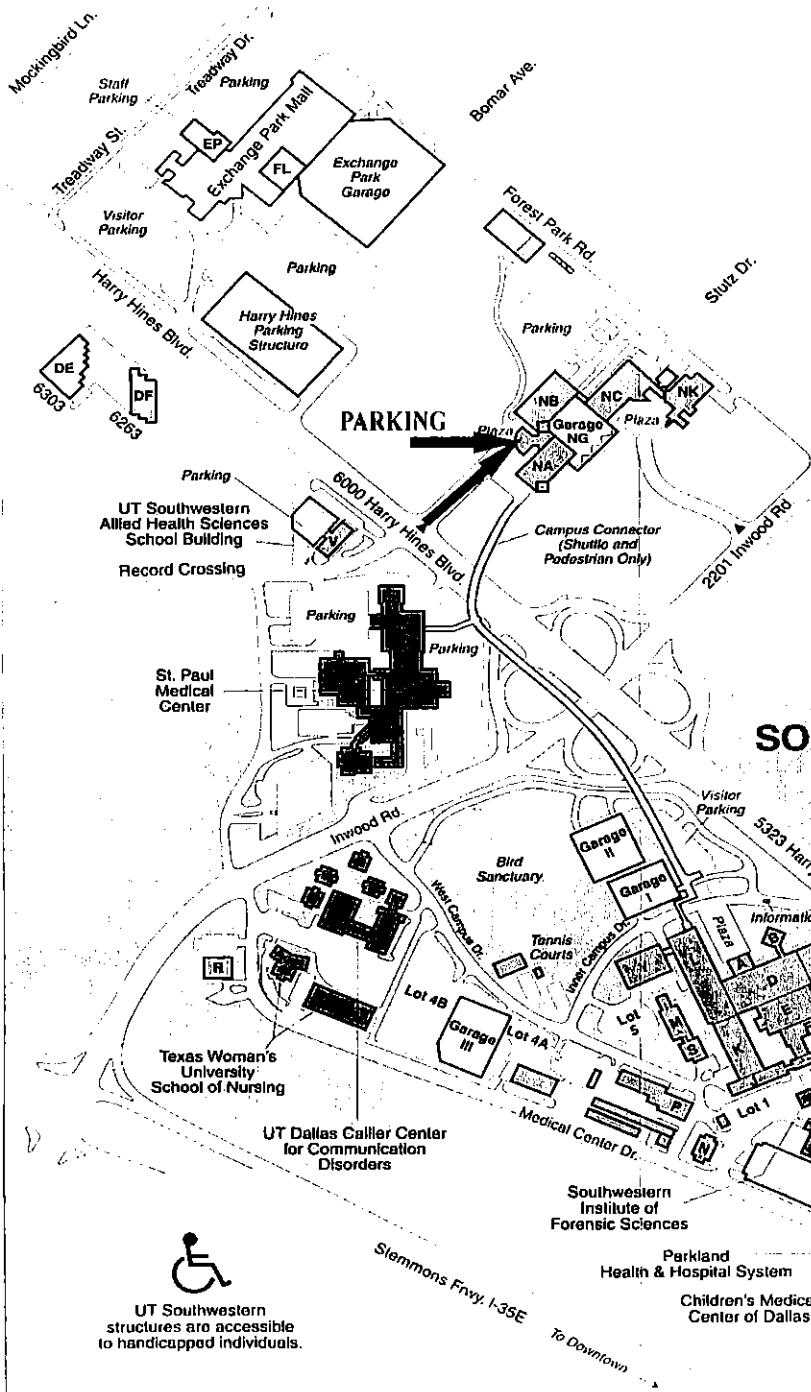 Mockingbird Ln.
Treadway Dr.
Staff
Parking
Parking
Bomar Ave.
Treadway St.
EP
Exchange Park Mall
FL
Exchange
Park
Garage
Visitor
Parking
Forest Park Rd.
Parking
Stutz Dr.
Harry Hines Blvd.
Harry Hines
Parking
Structure
Parking
DE
6303
DF
6263
NB
NC
NK
PARKING
Plaza
Garage
NG
Plaza
NA
Parking
6000 Harry Hines Blvd.
UT Southwestern
Allied Health Sciences
School Building
V
Campus Connector
(Shuttle and
Pedestrian Only)
2201 Inwood Rd.
Record Crossing
Parking
Parking
St. Paul
Medical
Center
SO
Visitor
Parking
5323 Harry
Inwood Rd.
Garage
II
Bird
Sanctuary
Garage
I
West Campus Dr.
Inner Campus Dr.
Plaza
Informatio
Tennis
Courts
A
D
R
Lot 4B
Lot
5
M
E
Garage
III
Lot 4A
K
Texas Woman's
University
School of Nursing
P
Lot 1
Medical Center Dr.
UT Dallas Callier Center
for Communication
Disorders
N
Southwestern
Institute of
Forensic Sciences
Parkland
Health & Hospital System
Stemmons Frwy. I-35E
Children's Medica
Center of Dallas
To Downtown
UT Southwestern
structures are accessible
to handicapped individuals.